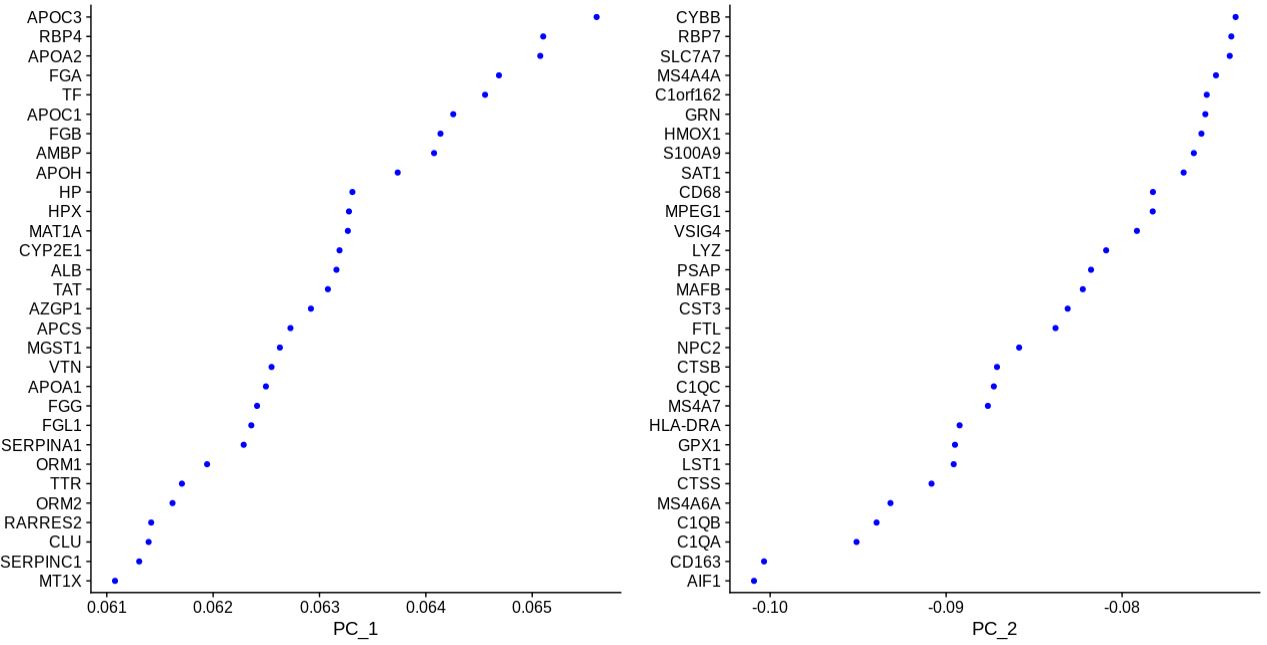 APOC3
RBP4
APOA2
FGA
TF
APOC1
FGB
AMBP
APOH
HP
HPX
MAT1A
CYP2E1
ALB
TAT
AZGP1
APCS
MGST1
VTN
APOA1
FGG
FGL1
SERPINA1
ORM1
TTR
ORM2
RARRES2
CLU
SERPINC1
MT1X
0.061 0.062 0.063 0.064 0.065
PC_1
CYBB
RBP7
SLC7A7
MS4A4A
C1orf162
GRN
HMOX1
S100A9
SAT1
CD68
MPEG1
VSIG4
LYZ
PSAP
MAFB
CST3
FTL
NPC2
CTSB
C1QC
MS4A7
HLA-DRA
GPX1
LST1
CTSS
MS4A6A
C1QB
C1QA
CD163
AIF1
-0.10 -0.09 -0.08
PC_2